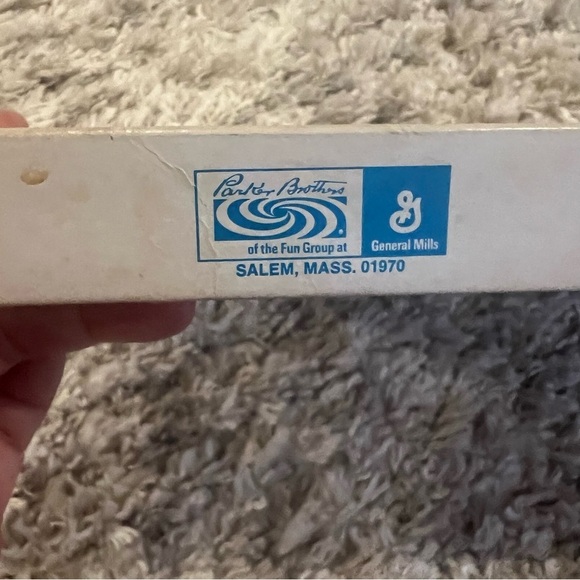 Parker Brothers
of the Fun Group at
General Mills
SALEM, MASS. 01970